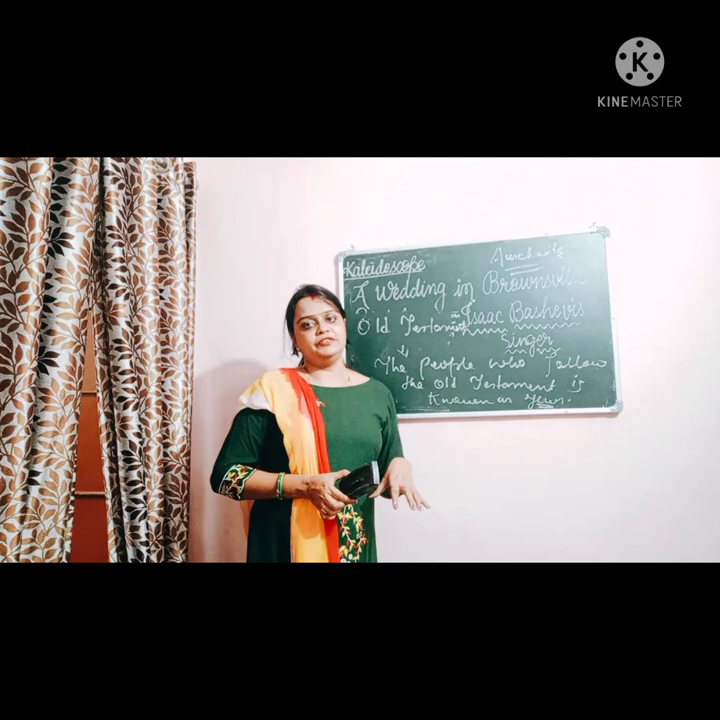 KINEMASTER
Kaleidoscope
Auschwitz
A Wedding in Brownsville
Old Testament - Isaac Bashevis
Singer
The people who follow
the Old Testament is
Known as Jews.